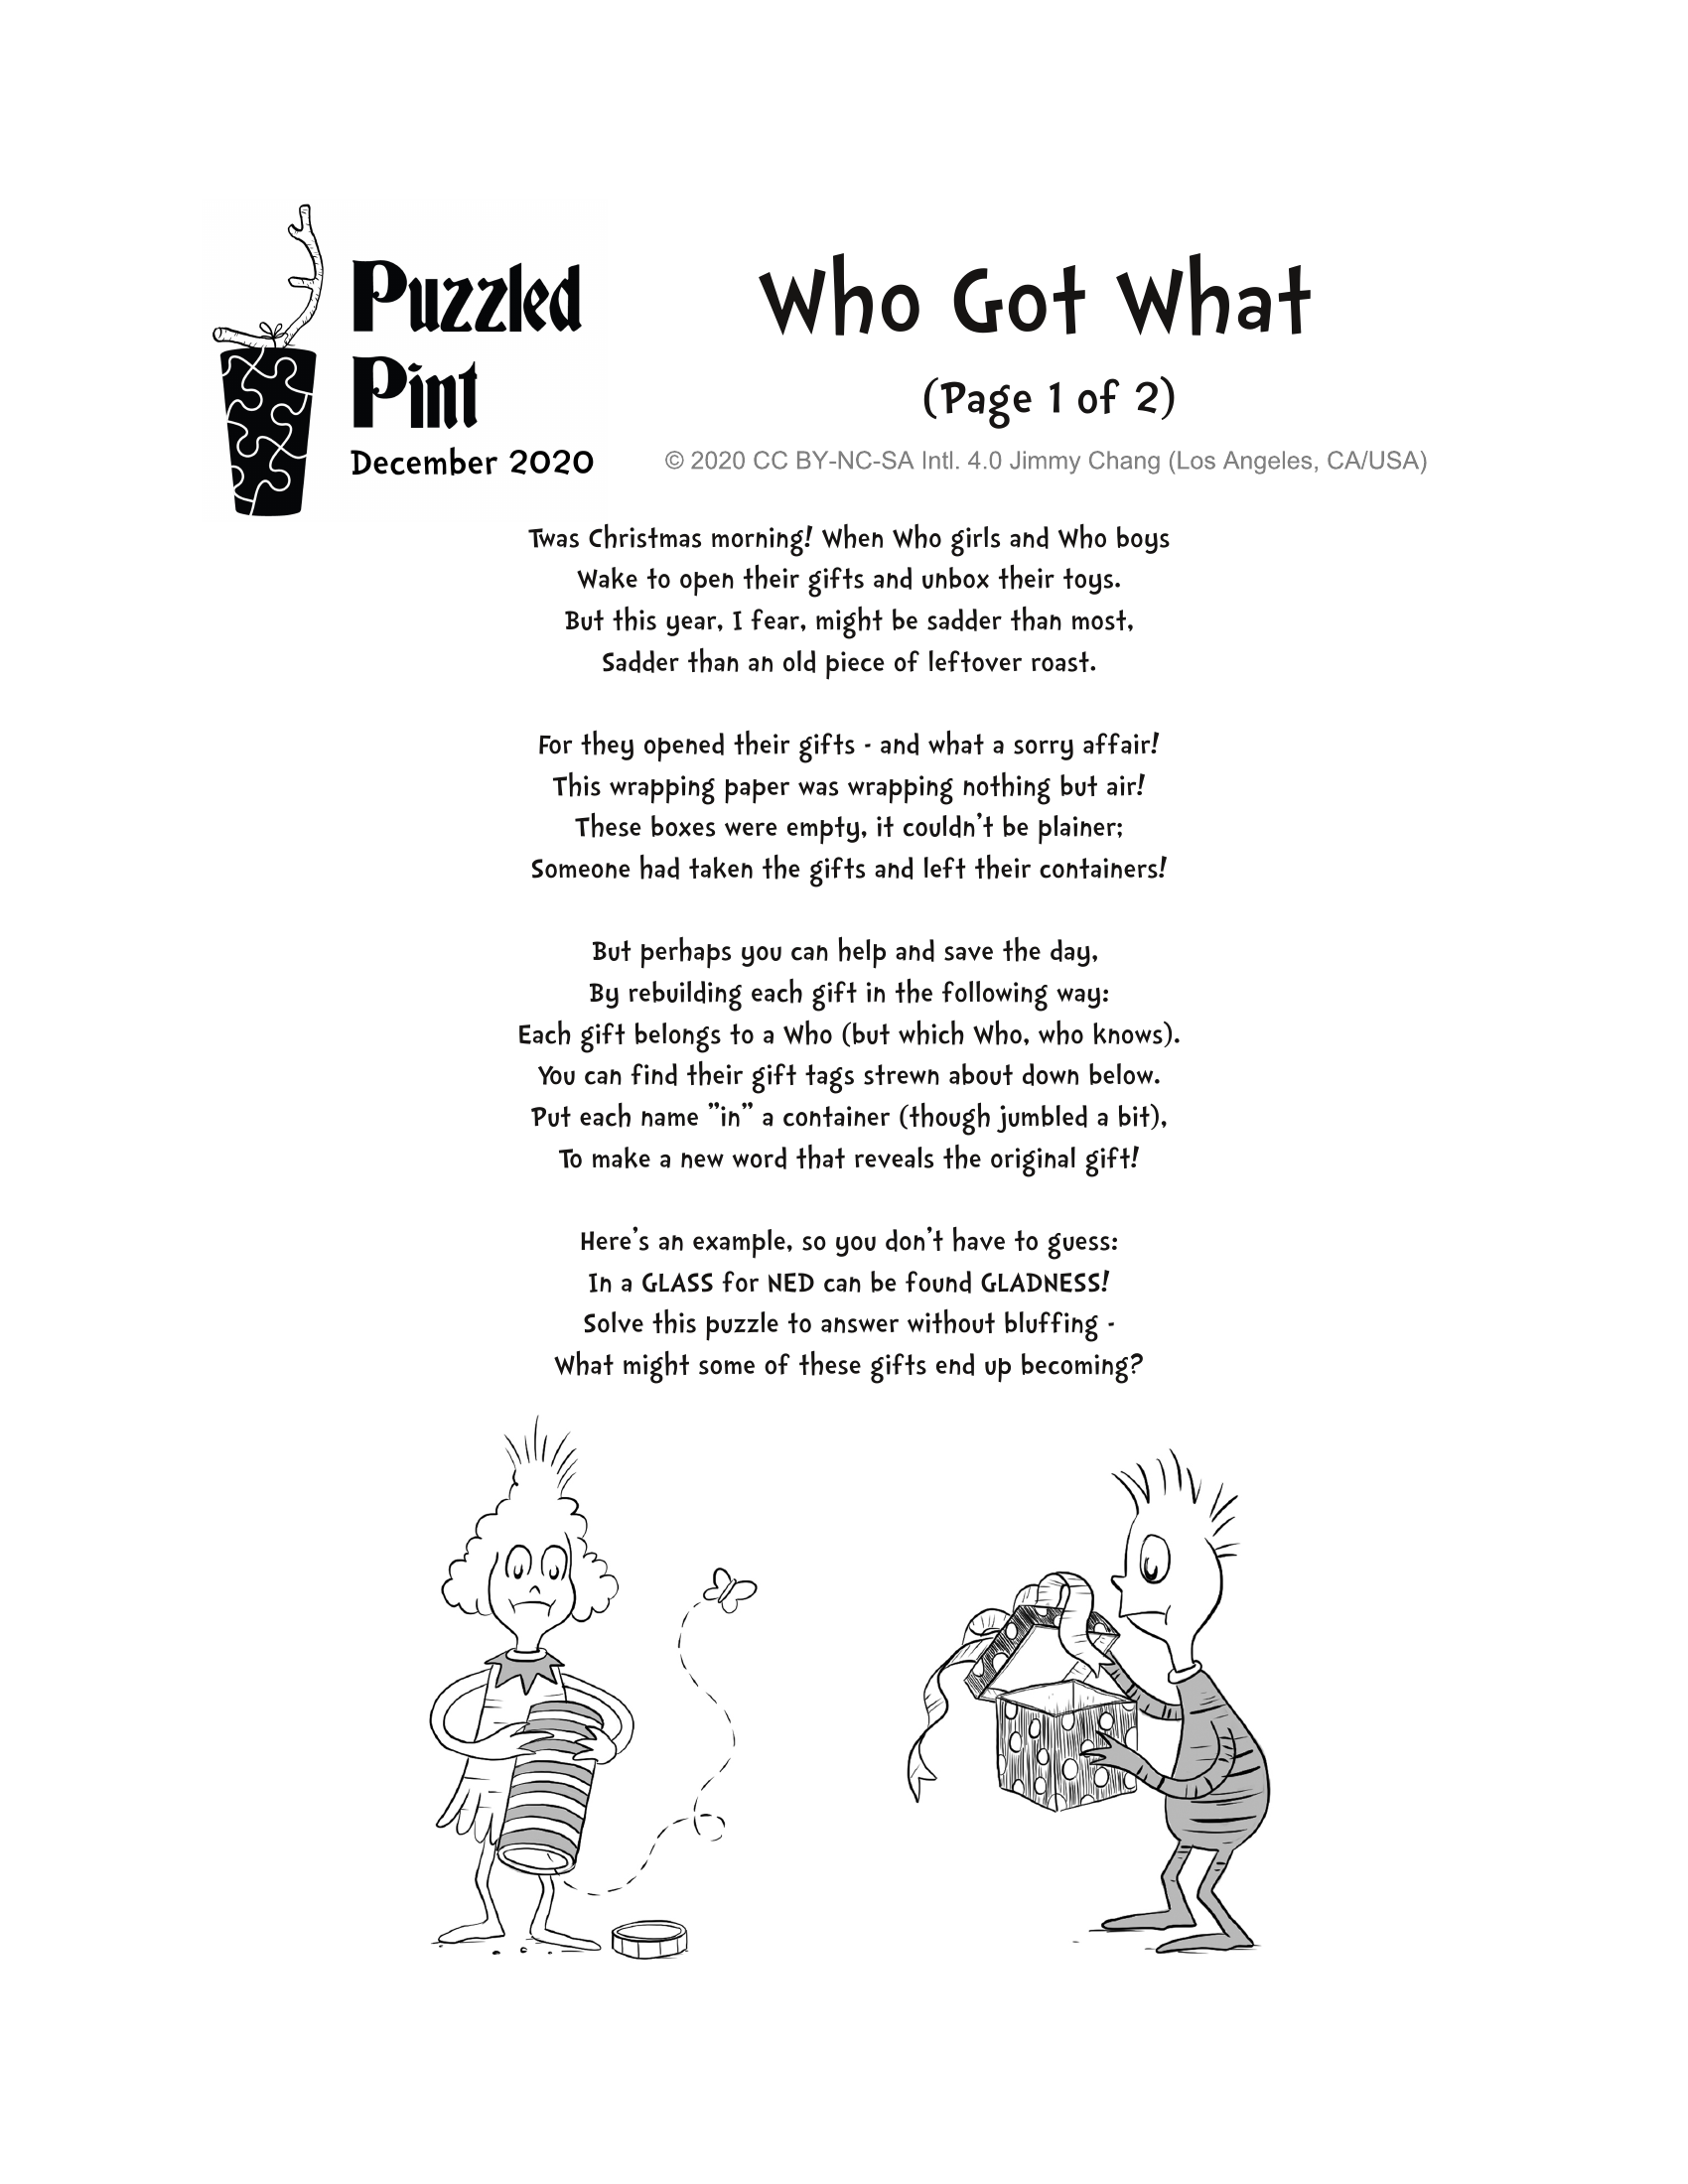 Puzzled
Pint
December 2020
Who Got What
(Page 1 of 2)
© 2020 CC BY-NC-SA Intl. 4.0 Jimmy Chang (Los Angeles, CA/USA)
Twas Christmas morning! When Who girls and Who boys
Wake to open their gifts and unbox their toys.
But this year, I fear, might be sadder than most,
Sadder than an old piece of leftover roast.
For they opened their gifts - and what a sorry affair!
This wrapping paper was wrapping nothing but air!
These boxes were empty, it couldn't be plainer;
Someone had taken the gifts and left their containers!
But perhaps you can help and save the day,
By rebuilding each gift in the following way:
Each gift belongs to a Who (but which Who, who knows).
You can find their gift tags strewn about down below.
Put each name "in" a container (though jumbled a bit),
To make a new word that reveals the original gift!
Here's an example, so you don't have to guess:
In a GLASS for NED can be found GLADNESS!
Solve this puzzle to answer without bluffing -
What might some of these gifts end up becoming?